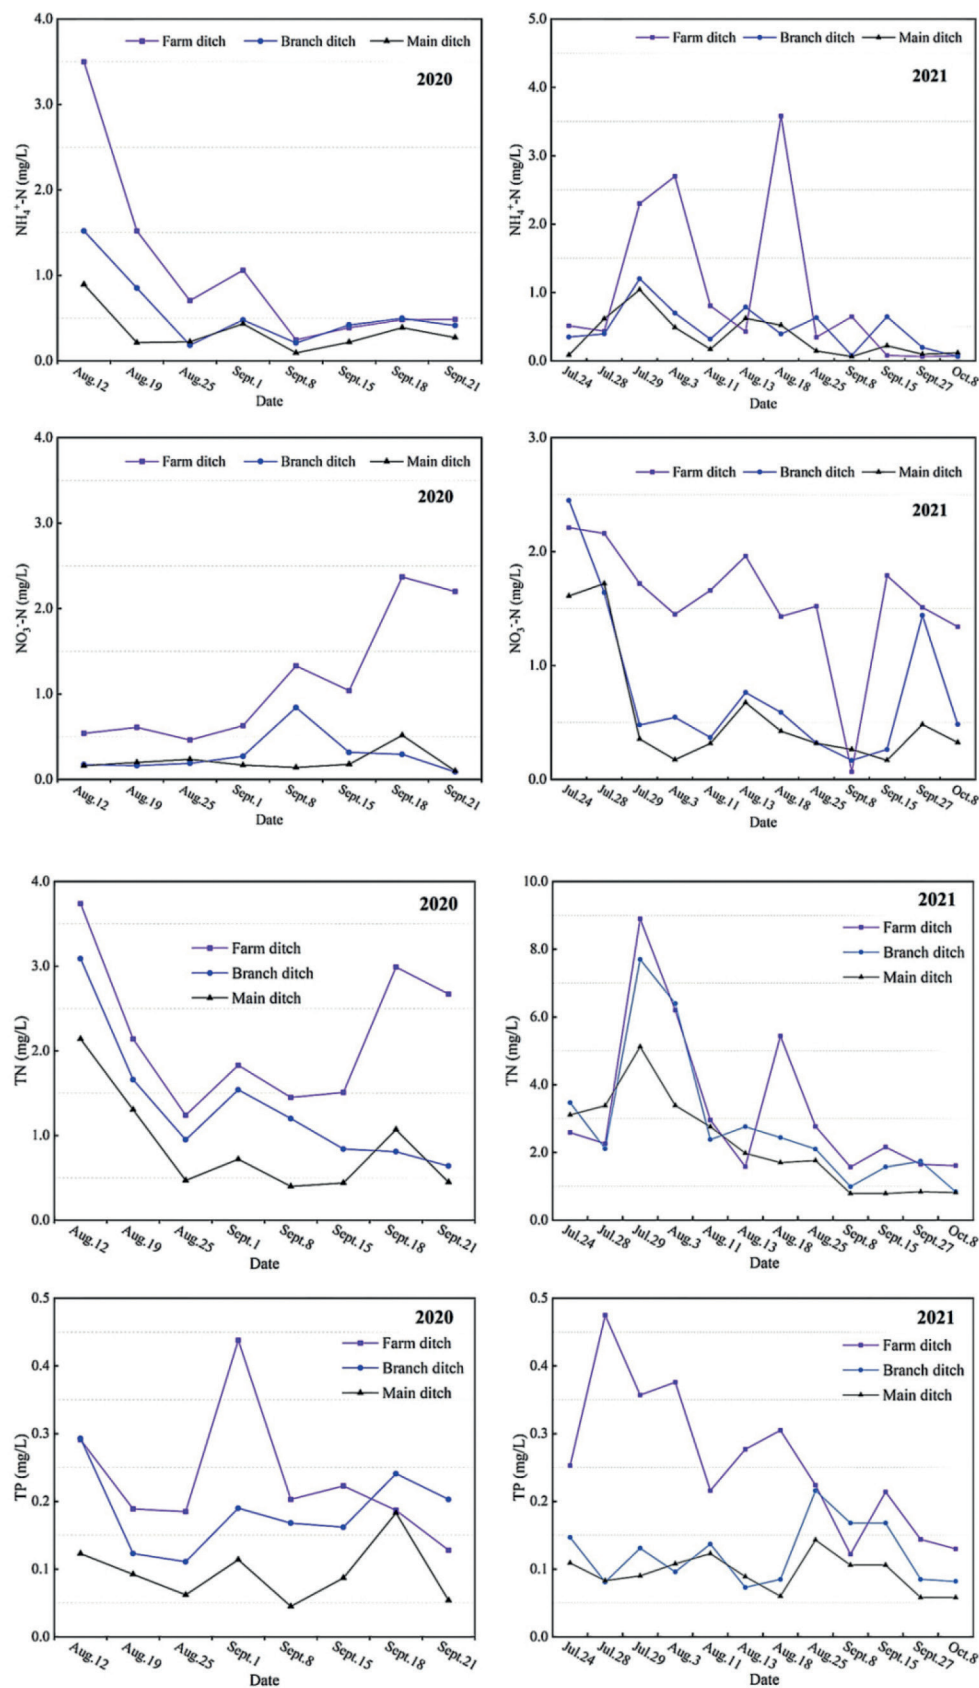 4.0
3.0
2.0
1.0
0.0
NH₄⁺-N (mg/L)
Farm ditch Branch ditch Main ditch
2020
Aug.12 Aug.19 Aug.25 Sept.1 Sept.8 Sept.15 Sept.18 Sept.21
Date
5.0
4.0
3.0
2.0
1.0
0.0
NH₄⁺-N (mg/L)
Farm ditch Branch ditch Main ditch
2021
Jul.24 Jul.28 Jul.29 Aug.3 Aug.11 Aug.13 Aug.18 Aug.25 Sept.8 Sept.15 Sept.27 Oct.8
Date
4.0
3.0
2.0
1.0
0.0
NO₃⁻-N (mg/L)
Farm ditch Branch ditch Main ditch
2020
Aug.12 Aug.19 Aug.25 Sept.1 Sept.8 Sept.15 Sept.18 Sept.21
Date
3.0
2.0
1.0
0.0
NO₃⁻-N (mg/L)
Farm ditch Branch ditch Main ditch
2021
Jul.24 Jul.28 Jul.29 Aug.3 Aug.11 Aug.13 Aug.18 Aug.25 Sept.8 Sept.15 Sept.27 Oct.8
Date
4.0
3.0
2.0
1.0
0.0
TN (mg/L)
2020
Farm ditch
Branch ditch
Main ditch
Aug.12 Aug.19 Aug.25 Sept.1 Sept.8 Sept.15 Sept.18 Sept.21
Date
10.0
8.0
6.0
4.0
2.0
0.0
TN (mg/L)
2021
Farm ditch
Branch ditch
Main ditch
Jul.24 Jul.28 Jul.29 Aug.3 Aug.11 Aug.13 Aug.18 Aug.25 Sept.8 Sept.15 Sept.27 Oct.8
Date
0.5
0.4
0.3
0.2
0.1
0.0
TP (mg/L)
2020
Farm ditch
Branch ditch
Main ditch
Aug.12 Aug.19 Aug.25 Sept.1 Sept.8 Sept.15 Sept.18 Sept.21
Date
0.5
0.4
0.3
0.2
0.1
0.0
TP (mg/L)
2021
Farm ditch
Branch ditch
Main ditch
Jul.24 Jul.28 Jul.29 Aug.3 Aug.11 Aug.13 Aug.18 Aug.25 Sept.8 Sept.15 Sept.27 Oct.8
Date